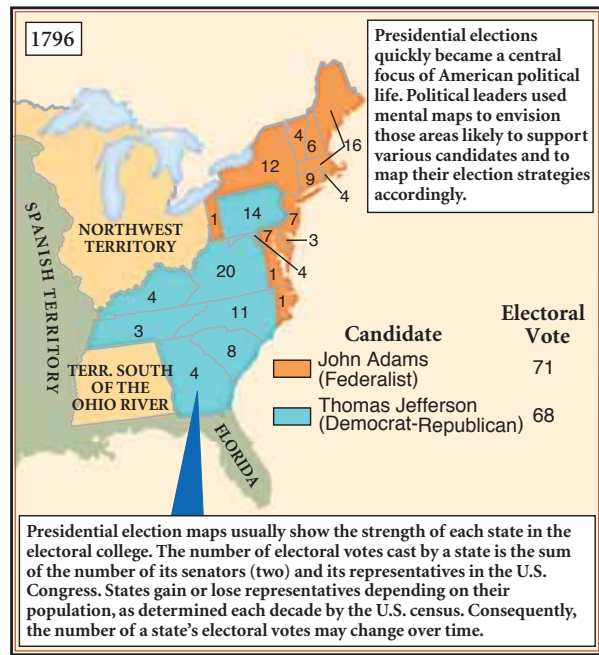 1796
Presidential elections
quickly became a central
focus of American political
life. Political leaders used
mental maps to envision
those areas likely to support
various candidates and to
map their election strategies
accordingly.
4
6
16
12
9
4
NORTHWEST
TERRITORY
1
14
7
7
3
4
SPANISH TERRITORY
20
1
4
1
11
3
8
TERR. SOUTH
OF THE
OHIO RIVER
4
FLORIDA
Candidate
Electoral
Vote
John Adams
(Federalist)
71
Thomas Jefferson
(Democrat-Republican)
68
Presidential election maps usually show the strength of each state in the
electoral college. The number of electoral votes cast by a state is the sum
of the number of its senators (two) and its representatives in the U.S.
Congress. States gain or lose representatives depending on their
population, as determined each decade by the U.S. census. Consequently,
the number of a state's electoral votes may change over time.